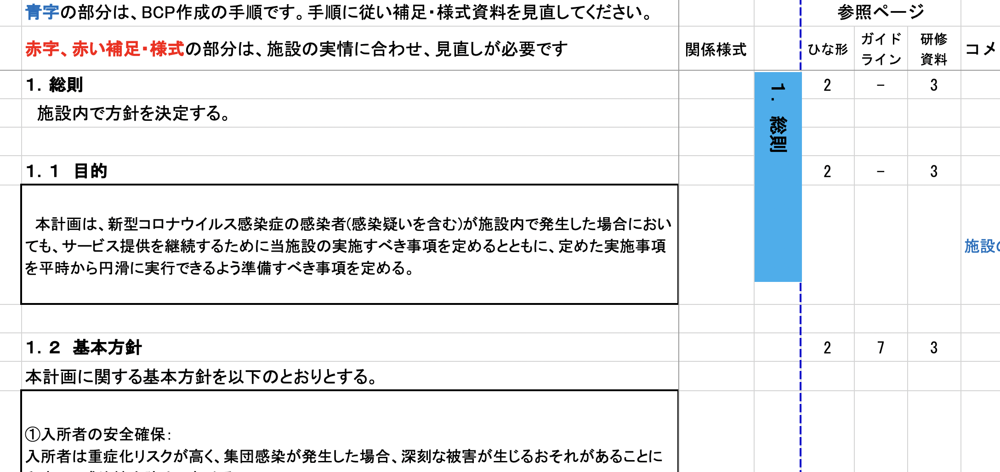 青字の部分は、BCP作成の手順です。手順に従い補足・様式資料を見直してください。
参照ページ
赤字、赤い補足・様式の部分は、施設の実情に合わせ、見直しが必要です
関係様式
ひな形
ガイド
ライン
研修
資料
コメ
1. 総則
1. 総則
2 － 3
施設内で方針を決定する。
1. 1 目的
2 － 3
本計画は、新型コロナウイルス感染症の感染者(感染疑いを含む)が施設内で発生した場合におい
ても、サービス提供を継続するために当施設の実施すべき事項を定めるとともに、定めた実施事項
を平時から円滑に実行できるよう準備すべき事項を定める。
施設
1. 2 基本方針
2 7 3
本計画に関する基本方針を以下のとおりとする。
①入所者の安全確保：
入所者は重症化リスクが高く、集団感染が発生した場合、深刻な被害が生じるおそれがあることに